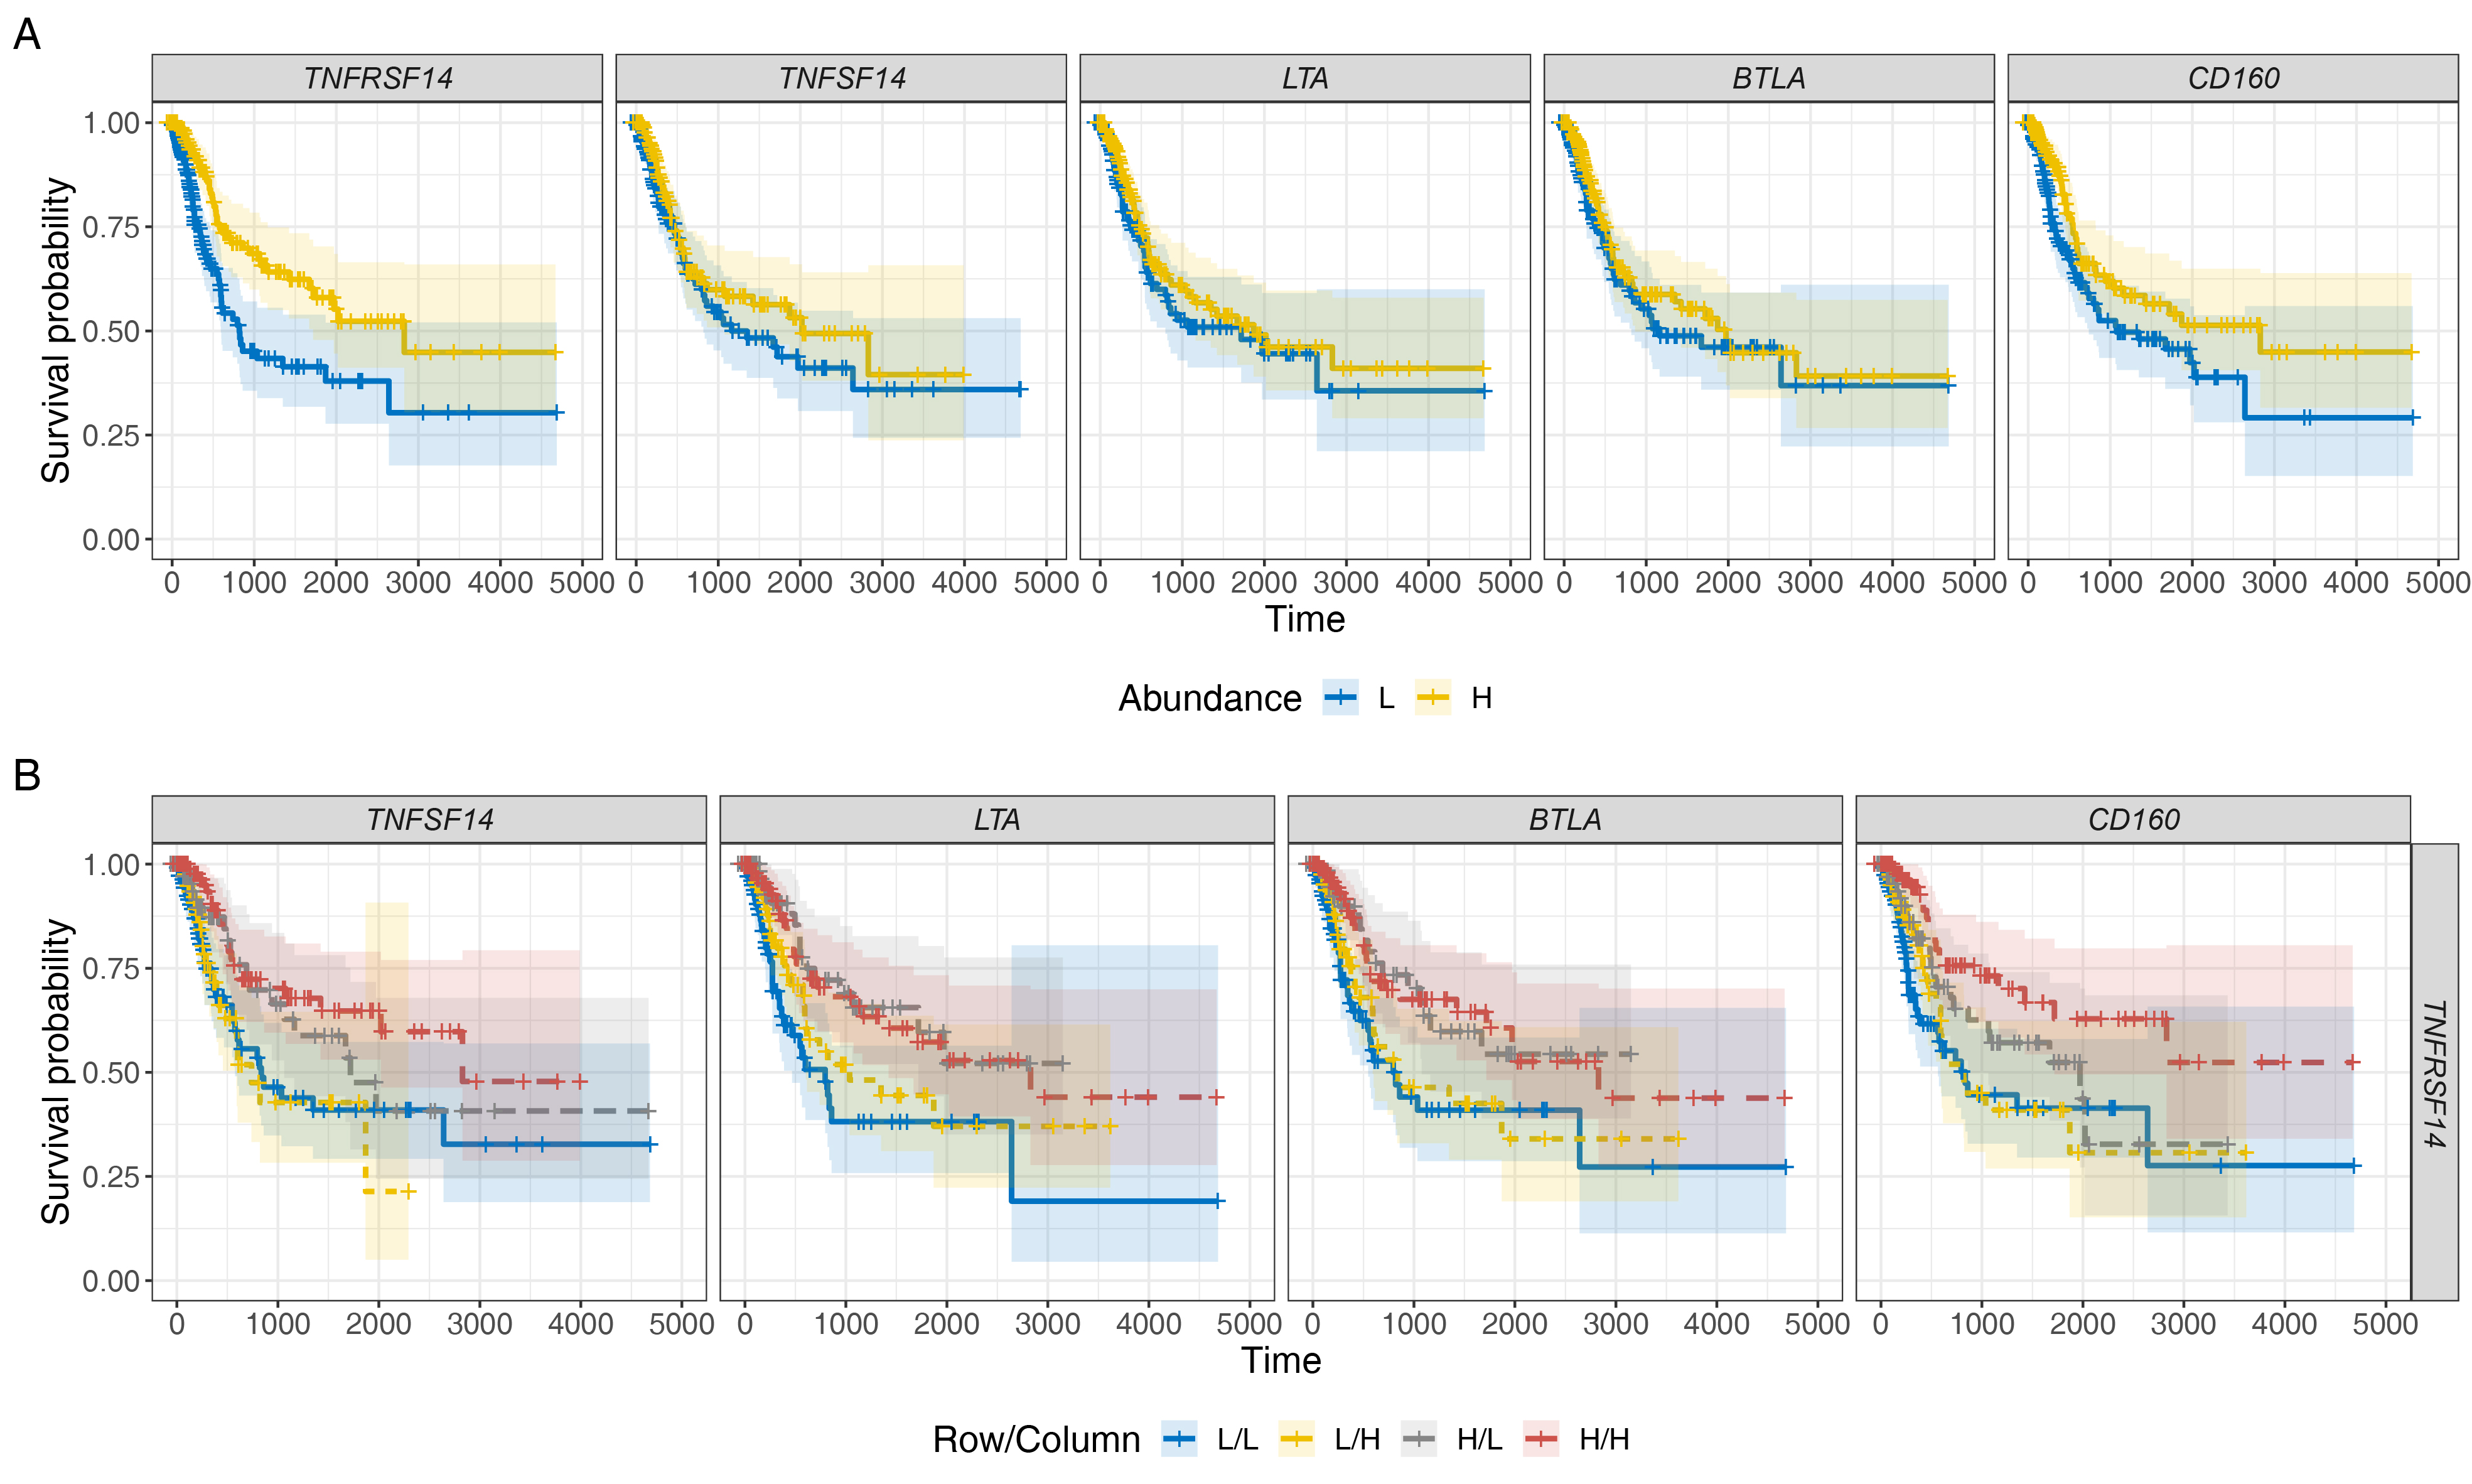 A
TNFRSF14 TNFSF14 LTA BTLA CD160
Survival probability
1.00
0.75
0.50
0.25
0.00
0 1000 2000 3000 4000 5000 0 1000 2000 3000 4000 5000 0 1000 2000 3000 4000 5000 0 1000 2000 3000 4000 5000 0 1000 2000 3000 4000 5000
Time
Abundance L H
B
TNFSF14 LTA BTLA CD160
Survival probability
1.00
0.75
0.50
0.25
0.00
TNFRSF14
0 1000 2000 3000 4000 5000 0 1000 2000 3000 4000 5000 0 1000 2000 3000 4000 5000 0 1000 2000 3000 4000 5000
Time
Row/Column L/L L/H H/L H/H